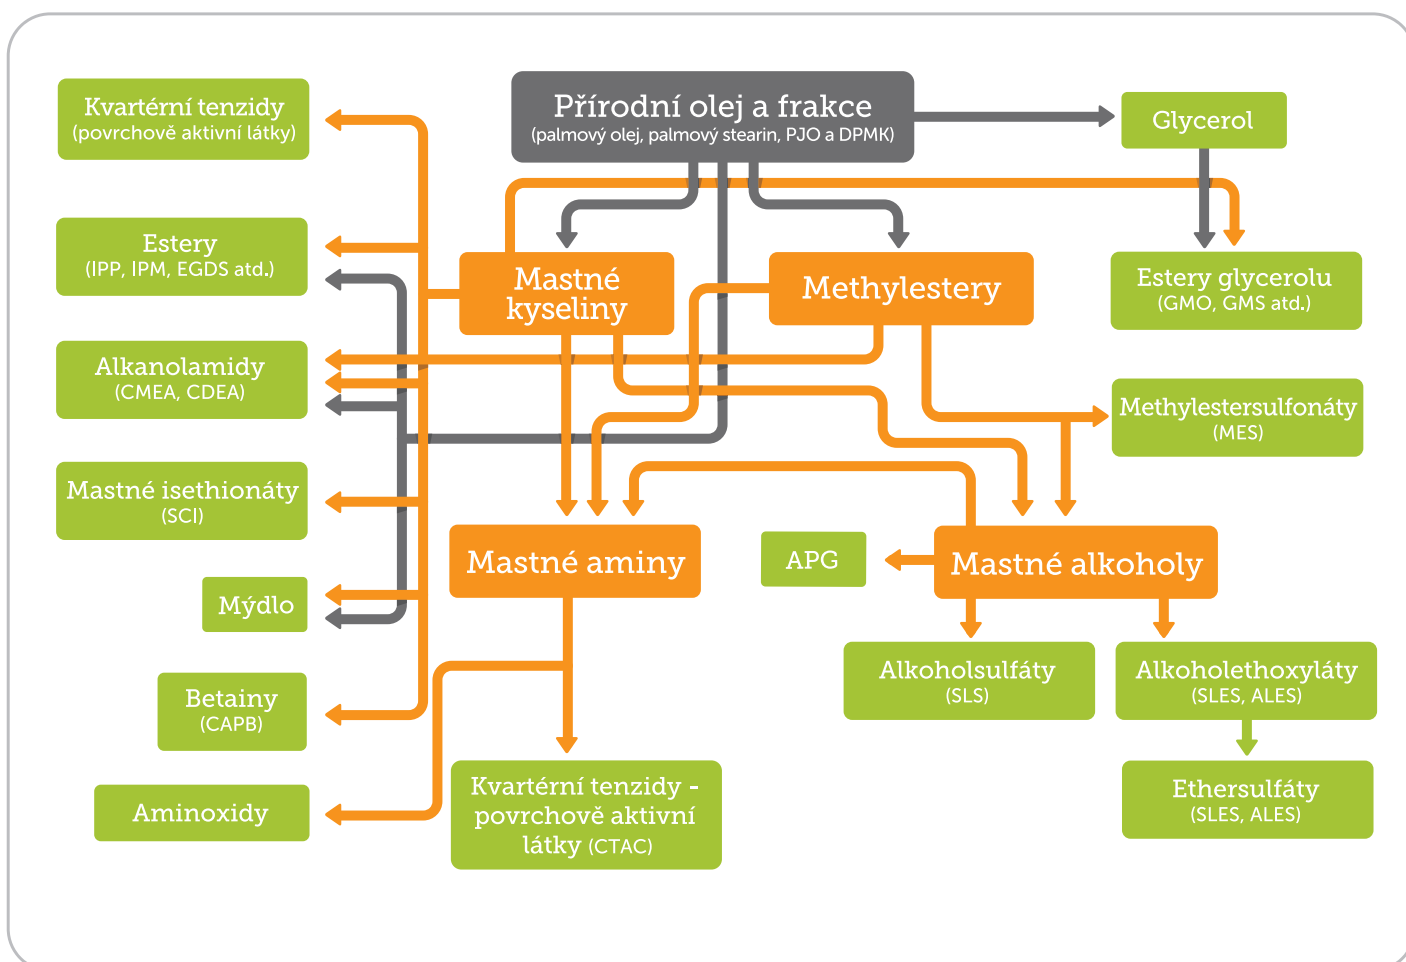 Kvartérní tenzidy
(povrchově aktivní látky)
Přírodní olej a frakce
(palmový olej, palmový stearin, PJO a DPMK)
Glycerol
Estery
(IPP, IPM, EGDS atd.)
Mastné
kyseliny
Methylestery
Estery glycerolu
(GMO, GMS atd.)
Alkanolamidy
(CMEA, CDEA)
Methylestersulfonáty
(MES)
Mastné isethionáty
(SCI)
Mastné aminy
APG
Mastné alkoholy
Mýdlo
Alkoholsulfáty
(SLS)
Alkoholethoxyláty
(SLES, ALES)
Betainy
(CAPB)
Aminoxidy
Kvartérní tenzidy -
povrchově aktivní
látky (CTAC)
Ethersulfáty
(SLES, ALES)